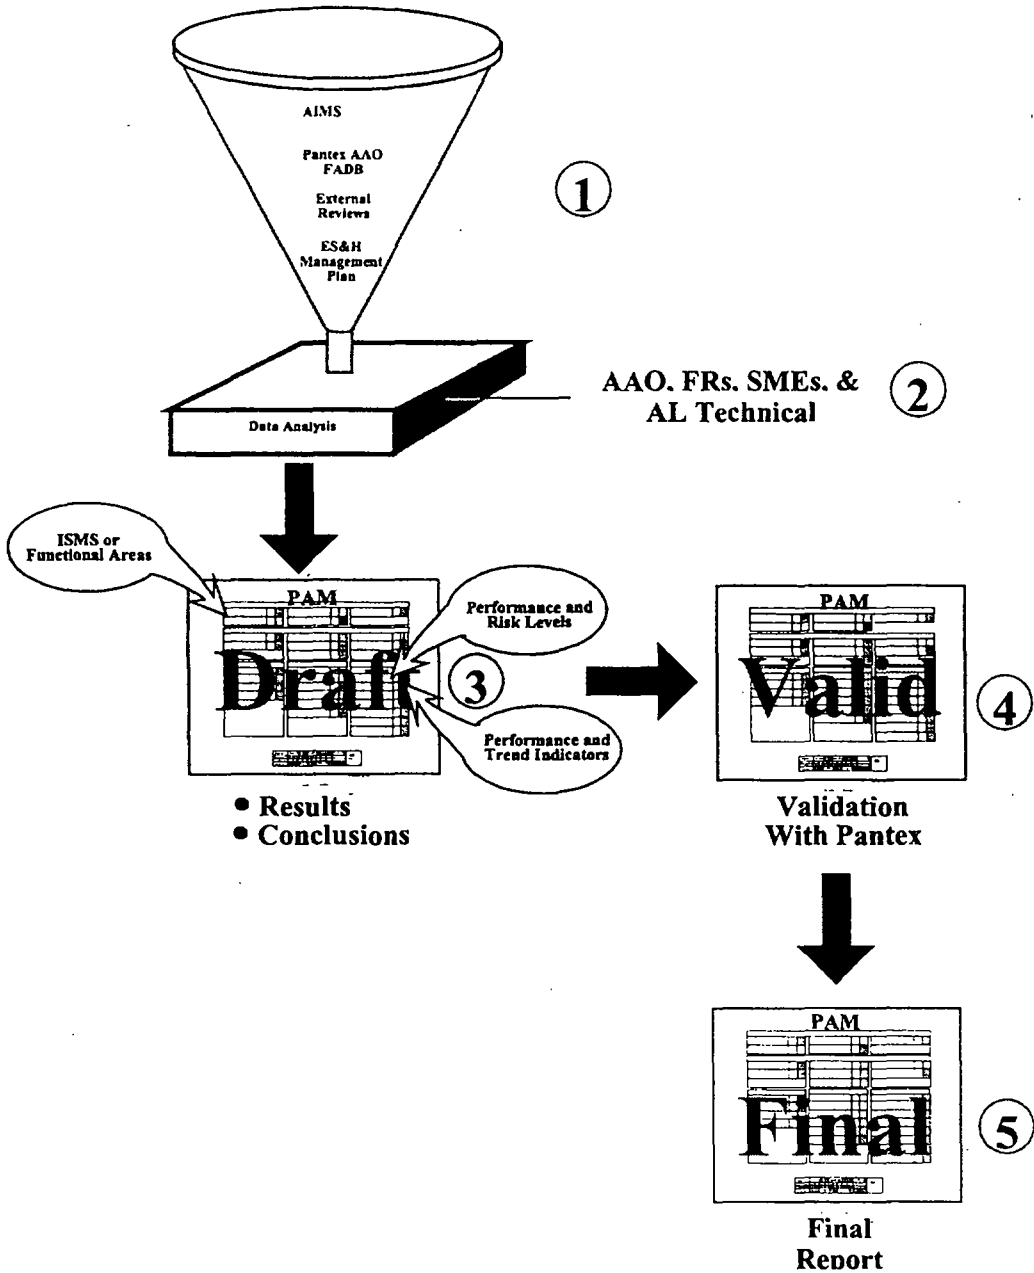 AIMS
Pantex AAO
FADB
External
Reviews
ES&H
Management
Plan
1
AAO, FRs, SMEs, &
AL Technical
2
Data Analysis
ISMS or
Functional Areas
PAM
Draft
Performance and
Risk Levels
3
Performance and
Trend Indicators
• Results
• Conclusions
PAM
Valid
4
Validation
With Pantex
PAM
Final
5
Final
Report